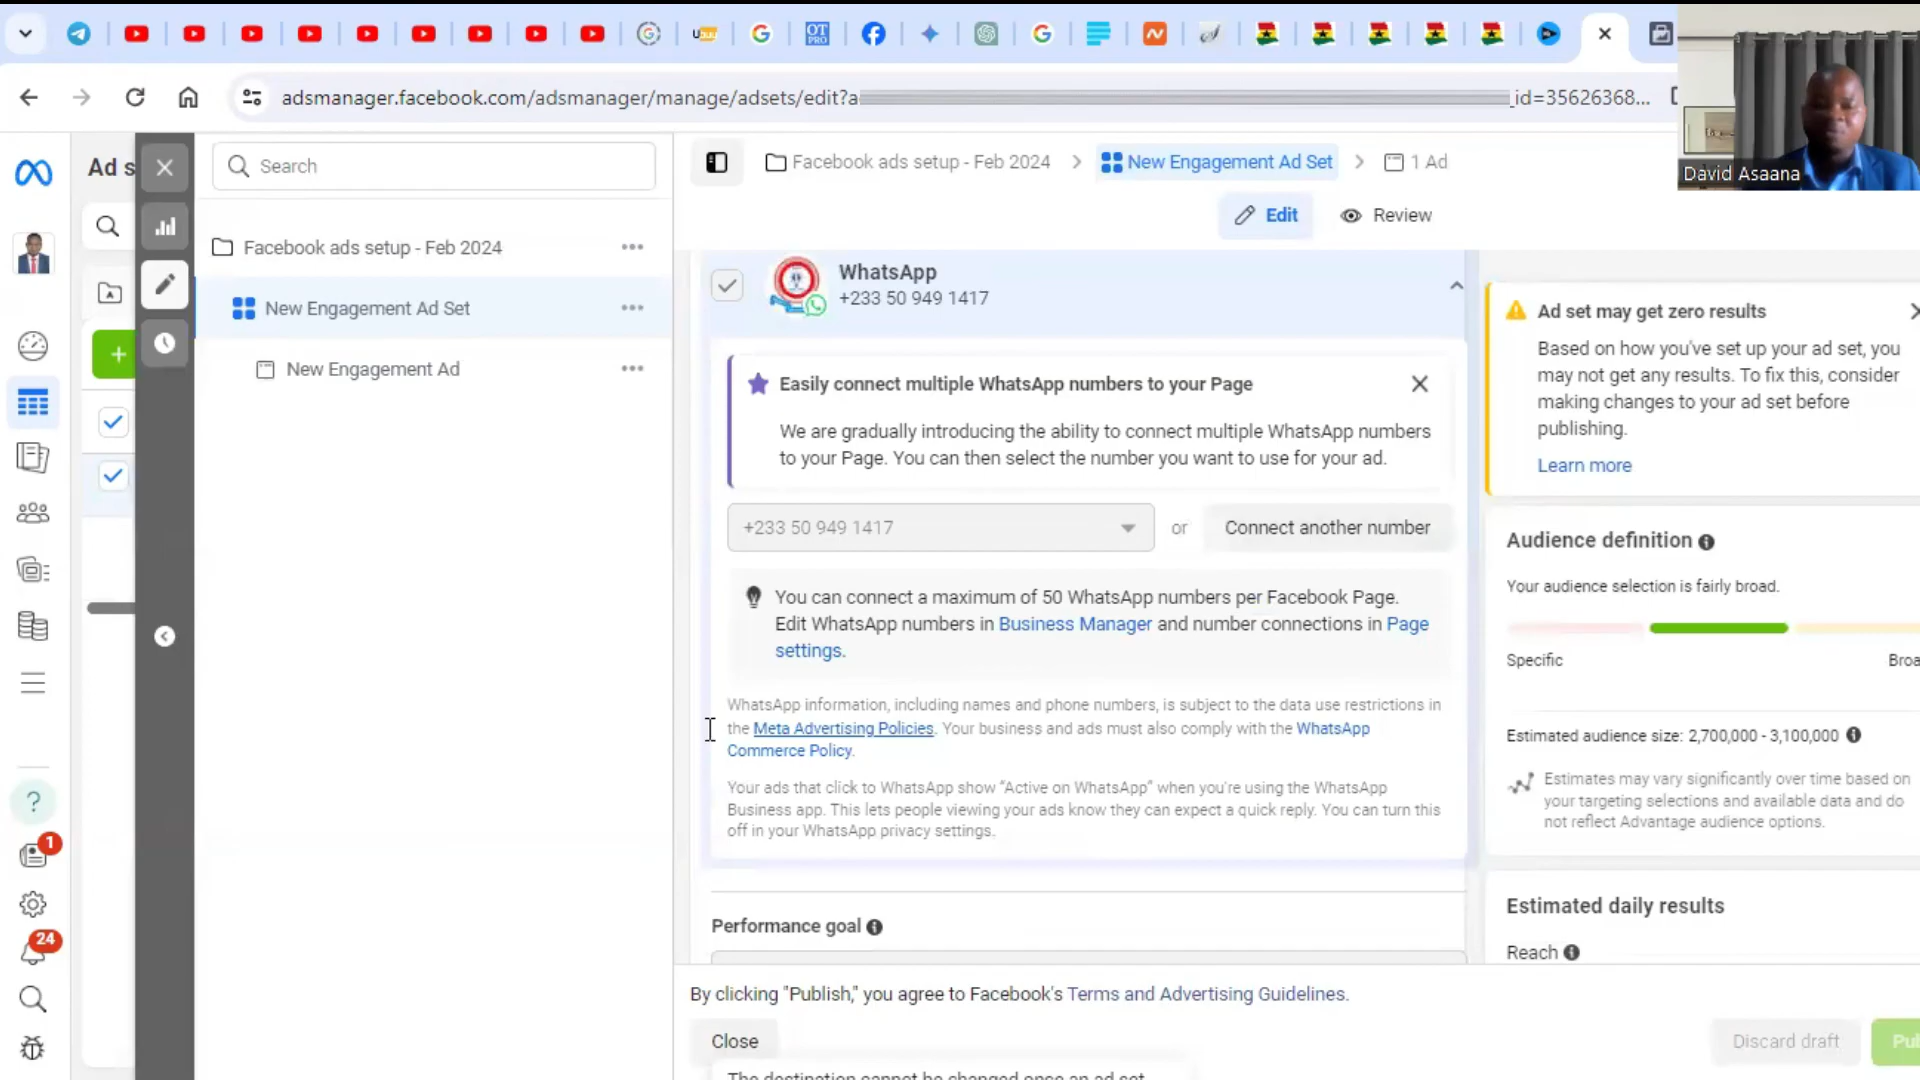 adsmanager.facebook.com/adsmanager/manage/adsets/edit?a
_id=35626368...
David Asaana
Ad s
Search
Facebook ads setup - Feb 2024
New Engagement Ad Set
New Engagement Ad
Facebook ads setup - Feb 2024
New Engagement Ad Set
1 Ad
Edit
Review
WhatsApp
+233 50 949 1417
Easily connect multiple WhatsApp numbers to your Page
We are gradually introducing the ability to connect multiple WhatsApp numbers
to your Page. You can then select the number you want to use for your ad.
+233 50 949 1417
or
Connect another number
You can connect a maximum of 50 WhatsApp numbers per Facebook Page.
Edit WhatsApp numbers in Business Manager and number connections in Page
settings.
WhatsApp information, including names and phone numbers, is subject to the data use restrictions in
the Meta Advertising Policies. Your business and ads must also comply with the WhatsApp
Commerce Policy.
Your ads that click to WhatsApp show “Active on WhatsApp” when you're using the WhatsApp
Business app. This lets people viewing your ads know they can expect a quick reply. You can turn this
off in your WhatsApp privacy settings.
Performance goal
By clicking "Publish," you agree to Facebook's Terms and Advertising Guidelines.
Close
The destination cannot be changed once an ad set
Discard draft
Pub
Ad set may get zero results
Based on how you've set up your ad set, you
may not get any results. To fix this, consider
making changes to your ad set before
publishing.
Learn more
Audience definition
Your audience selection is fairly broad.
Specific
Broa
Estimated audience size: 2,700,000 - 3,100,000
Estimates may vary significantly over time based on
your targeting selections and available data and do
not reflect Advantage audience options.
Estimated daily results
Reach
1
24